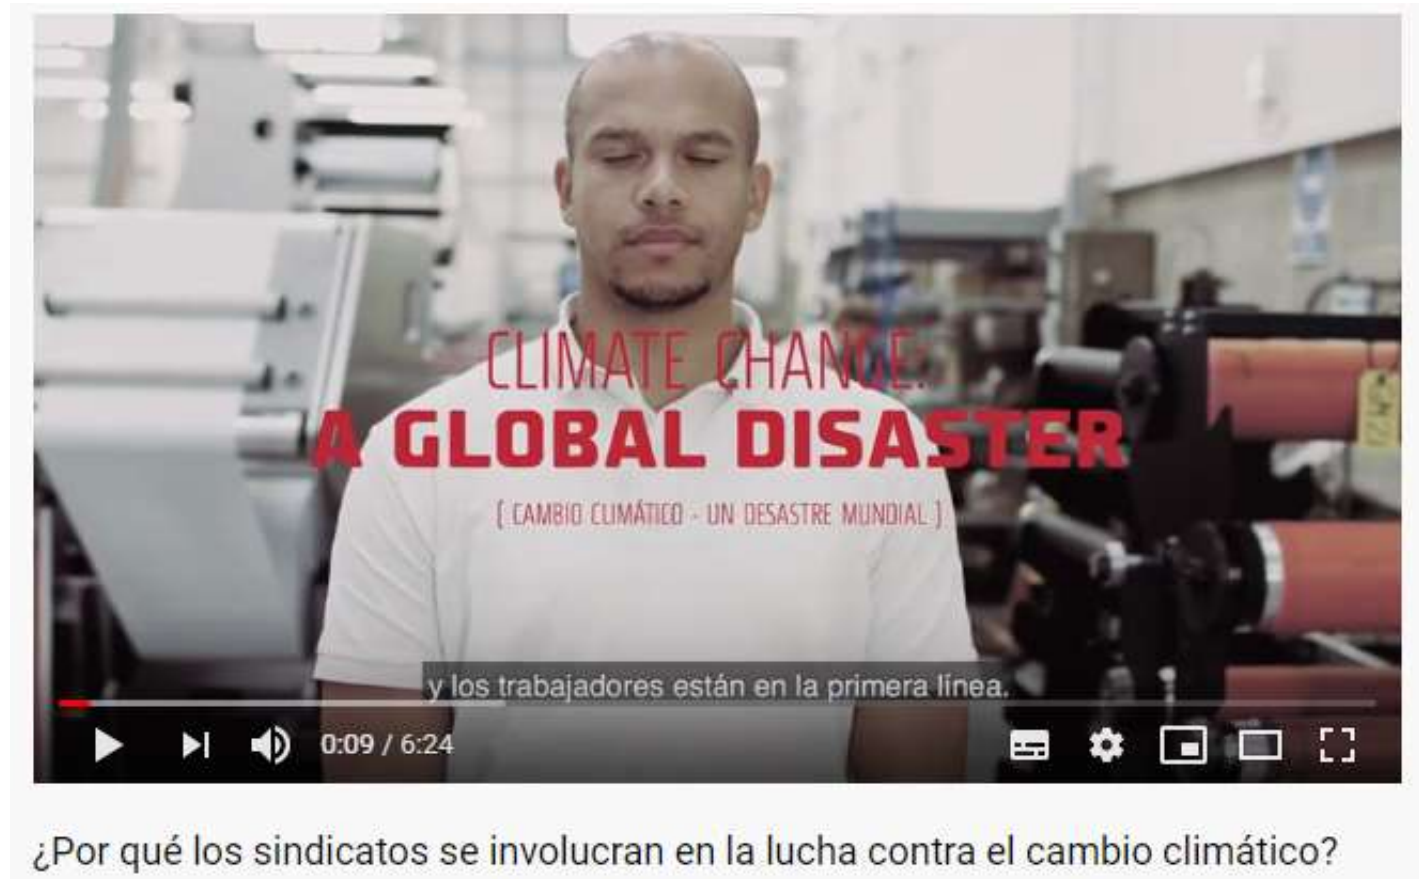 CLIMATE CHANGE:
A GLOBAL DISASTER
( CAMBIO CLIMÁTICO - UN DESASTRE MUNDIAL )
y los trabajadores están en la primera línea.
0:09 / 6:24
¿Por qué los sindicatos se involucran en la lucha contra el cambio climático?